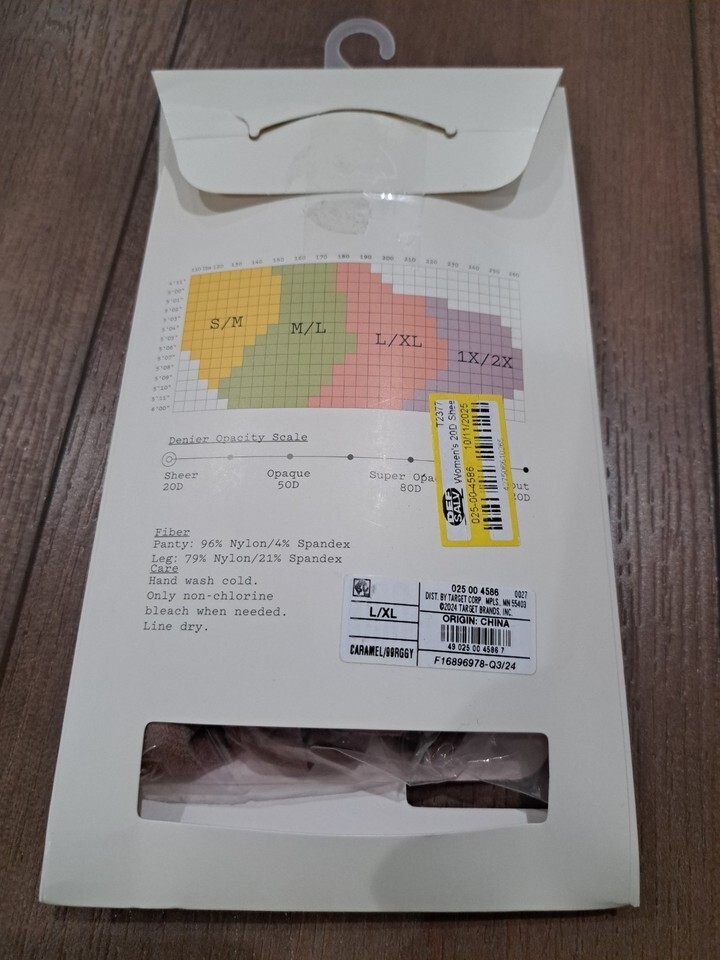 S/M
M/L
L/XL
1X/2X
Denier Opacity Scale
Sheer
20D
Opaque
50D
Super
80D
Fiber
Panty: 96% Nylon/4% Spandex
Leg: 79% Nylon/21% Spandex
Care
Hand wash cold.
Only non-chlorine
bleach when needed.
Line dry.
T2377
Women's 20D Shee
DEF
SALV
025-00-4586 10/11/2025
L/XL
CARAMEL/99RGGY
025 00 4586 0027
DIST. BY TARGET CORP. MPLS., MN 55403
©2024 TARGET BRANDS, INC.
ORIGIN: CHINA
49 025 00 4586 7
F16896978-Q3/24